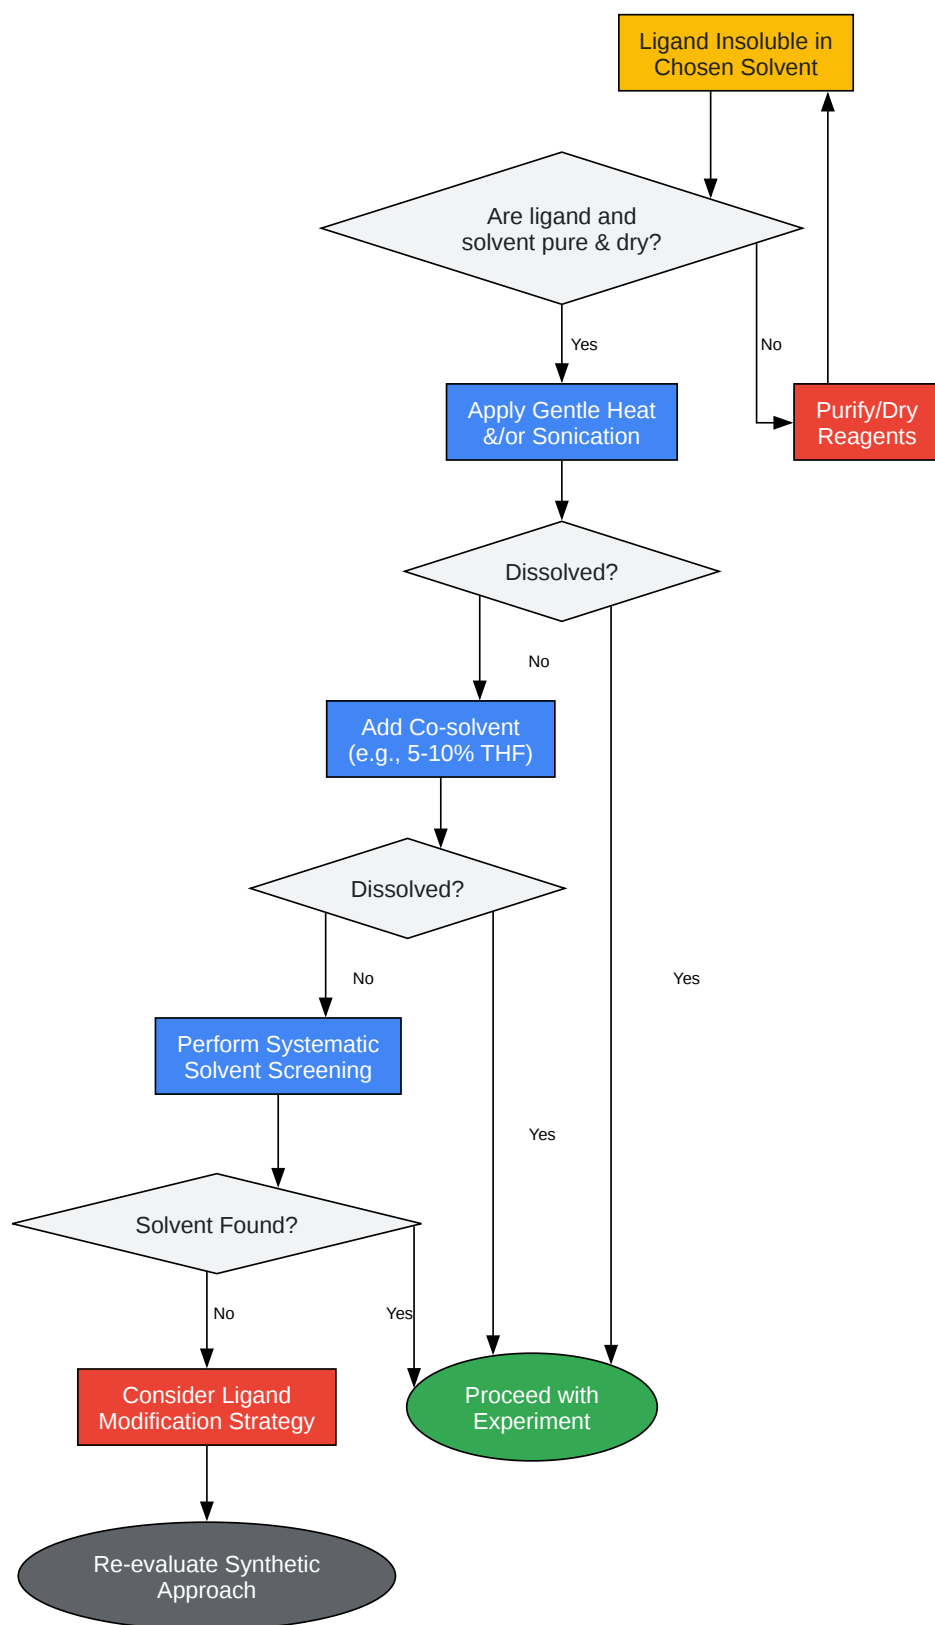 Ligand Insoluble in
Chosen Solvent
Are ligand and
solvent pure & dry?
Yes
No
Apply Gentle Heat
&/or Sonication
Purify/Dry
Reagents
Dissolved?
No
Add Co-solvent
(e.g., 5-10% THF)
Dissolved?
No
Yes
Perform Systematic
Solvent Screening
Yes
Solvent Found?
No
Yes
Consider Ligand
Modification Strategy
Proceed with
Experiment
Re-evaluate Synthetic
Approach